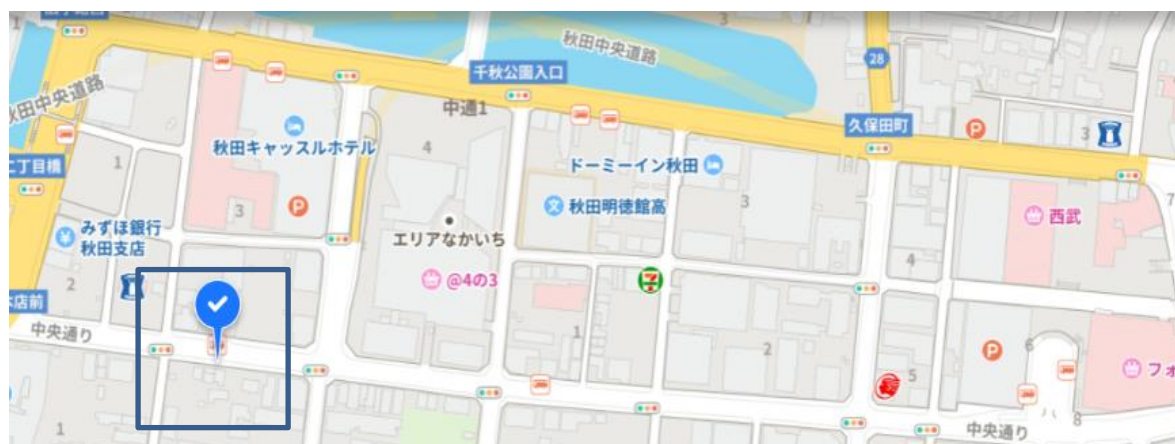 1
3
秋田中央道路
28
千秋公園入口
秋田中央道路
中通1
久保田町
P
3
秋田キャッスルホテル
4
二丁目橋
1
ドーミーイン秋田
7
3
P
文
秋田明徳館高
3
西武
みずほ銀行
秋田支店
エリアなかいち
4
2
@4の3
7
店前
中央通り
1
2
P
6
フォ
5
1
8
中央通り